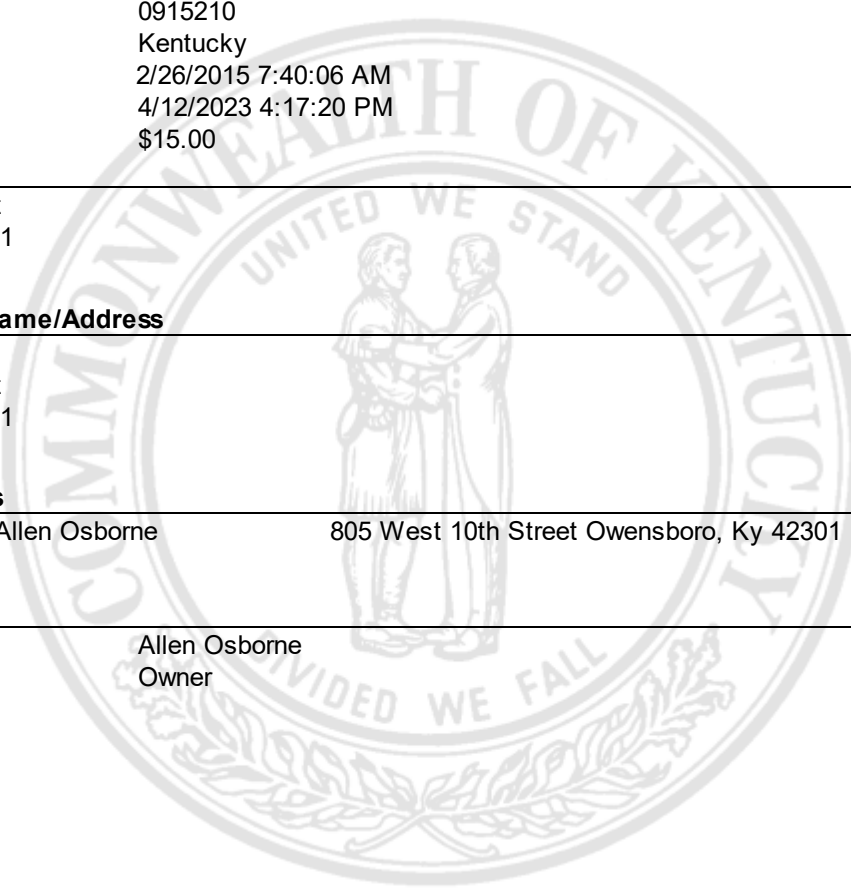 0915210
Kentucky
2/26/2015 7:40:06 AM
4/12/2023 4:17:20 PM
$15.00
1
ame/Address
1
s
Allen Osborne 805 West 10th Street Owensboro, Ky 42301
Allen Osborne
Owner
COMMONWEALTH OF KENTUCKY
UNITED WE STAND
DIVIDED WE FALL